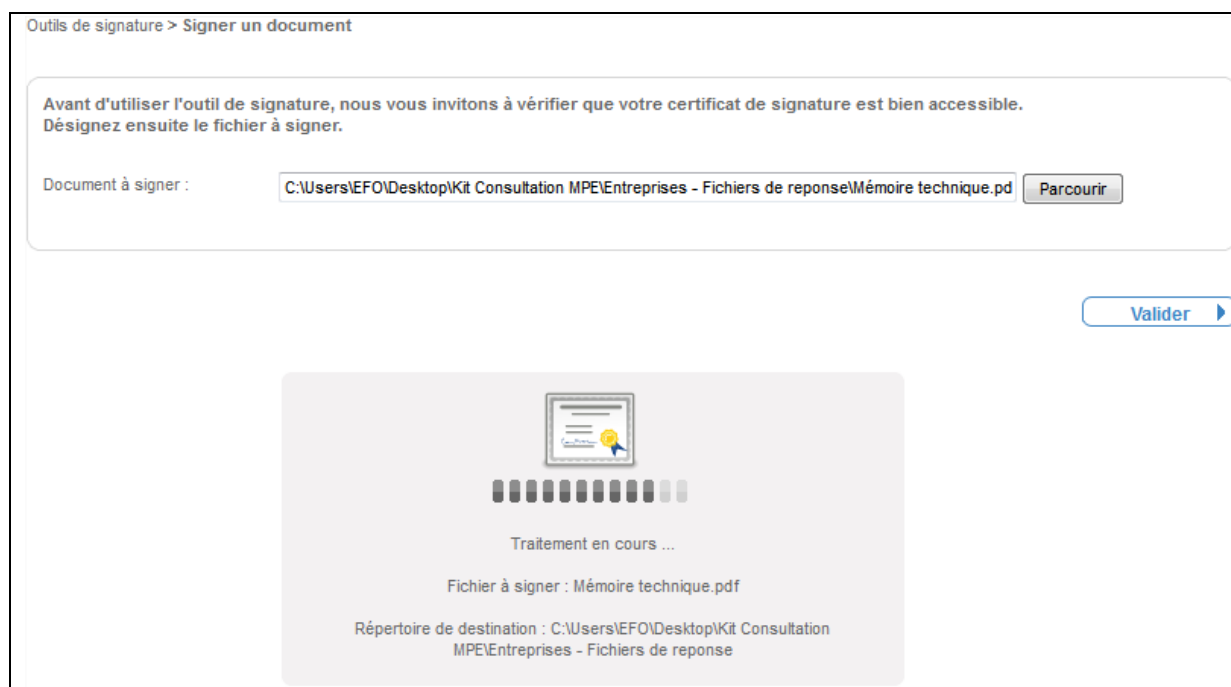 Outils de signature > Signer un document
Avant d'utiliser l'outil de signature, nous vous invitons à vérifier que votre certificat de signature est bien accessible.
Désignez ensuite le fichier à signer.
Document à signer : C:\Users\EFO\Desktop\Kit Consultation MPE\Entreprises - Fichiers de reponse\Mémoire technique.pd Parcourir
Valider
Traitement en cours ...
Fichier à signer : Mémoire technique.pdf
Répertoire de destination : C:\Users\EFO\Desktop\Kit Consultation
MPE\Entreprises - Fichiers de reponse